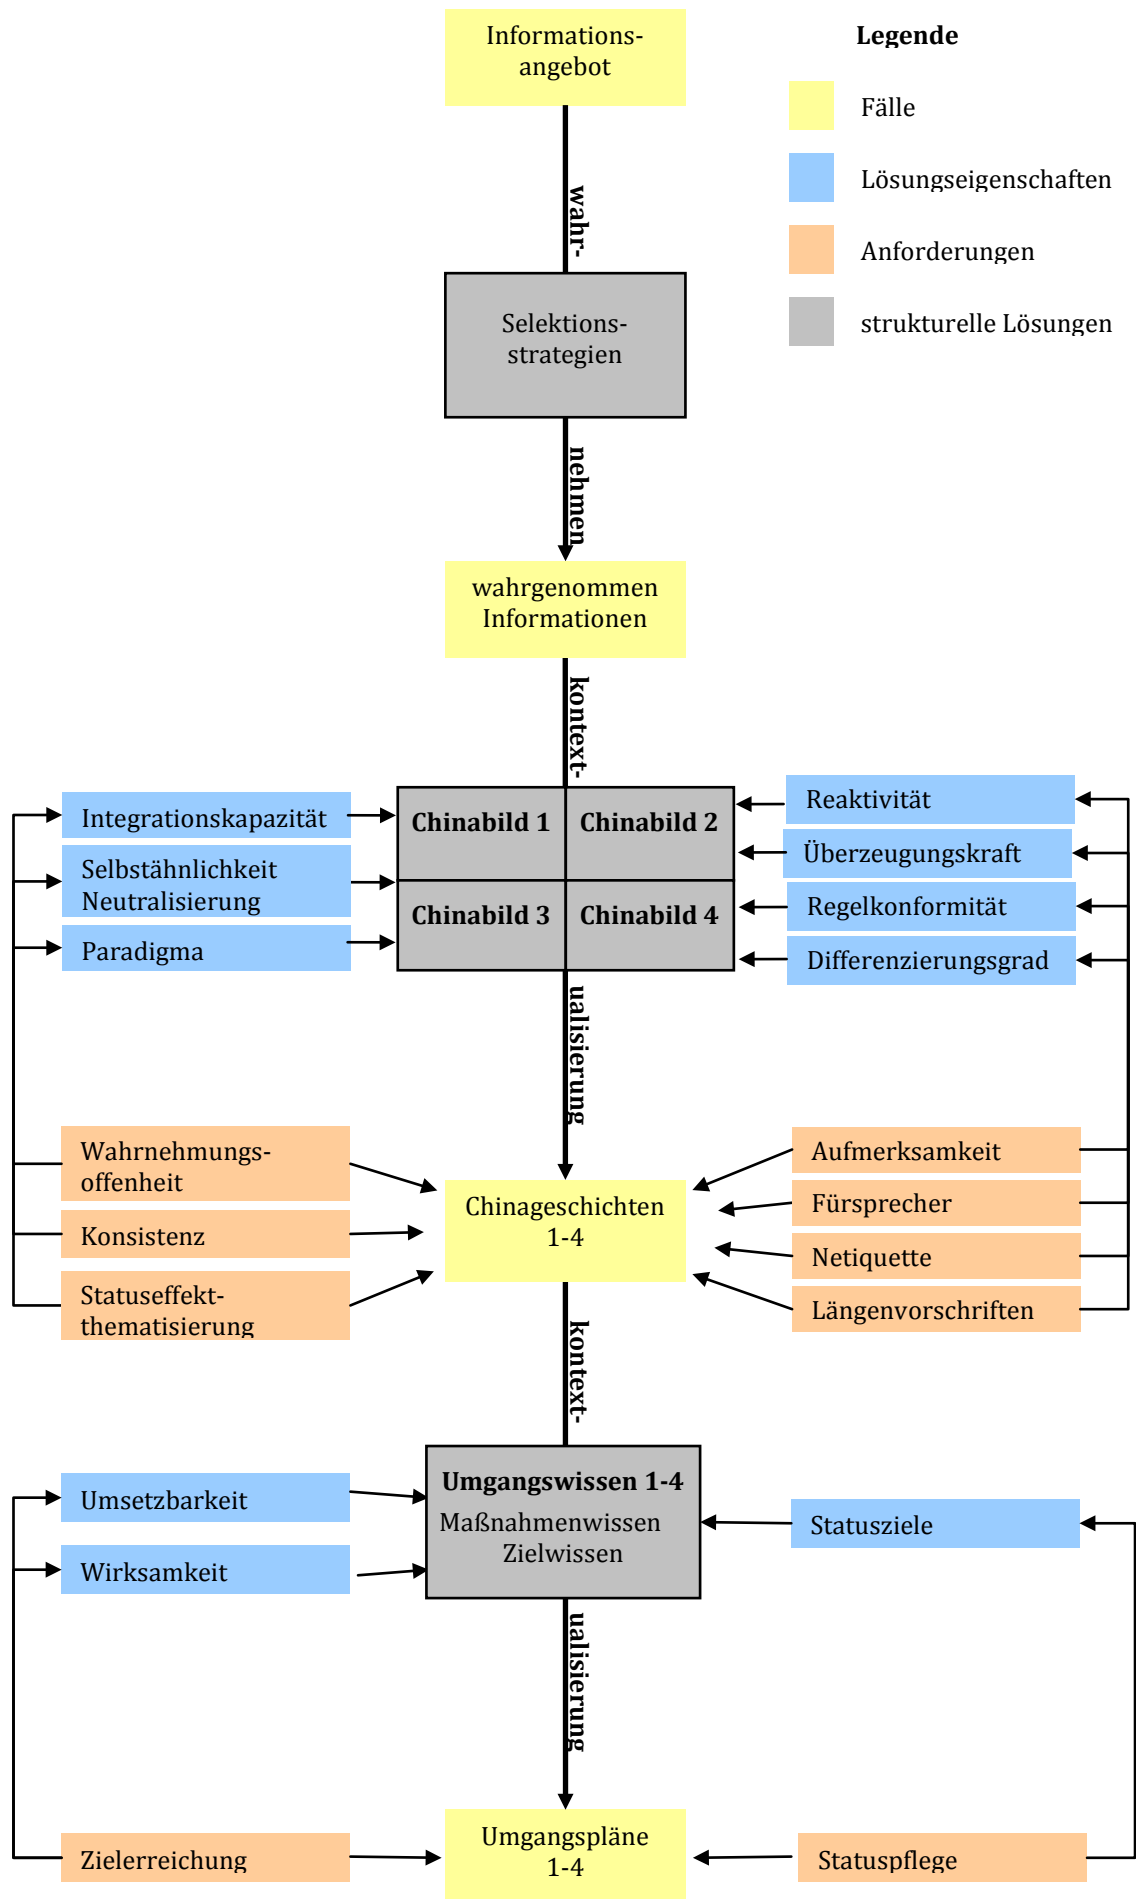 Informations-
angebot
Legende
Fälle
Lösungseigenschaften
Anforderungen
strukturelle Lösungen
wahr-
Selektions-
strategien
nehmen
wahrgenommen
Informationen
kontext-
Integrationskapazität
Selbstähnlichkeit
Neutralisierung
Paradigma
Chinabild 1
Chinabild 2
Chinabild 3
Chinabild 4
Reaktivität
Überzeugungskraft
Regelkonformität
Differenzierungsgrad
ualisierung
Wahrnehmungs-
offenheit
Konsistenz
Statuseffekt-
thematisierung
Chinageschichten
1-4
Aufmerksamkeit
Fürsprecher
Netiquette
Längenvorschriften
kontext-
Umsetzbarkeit
Wirksamkeit
Umgangswissen 1-4
Maßnahmenwissen
Zielwissen
Statusziele
ualisierung
Zielerreichung
Umgangspläne
1-4
Statuspflege